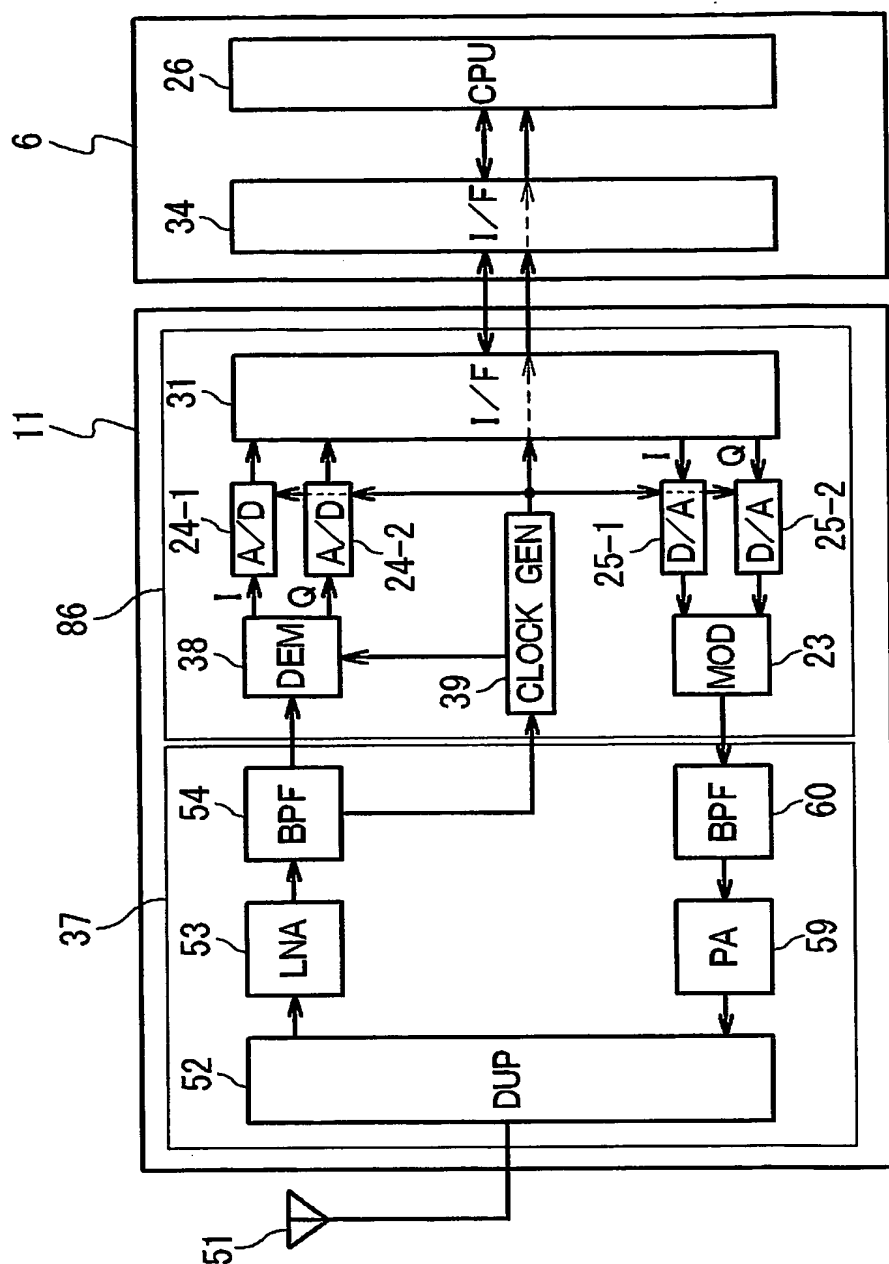 11
6
37
86
52
53
54
38
24-1
31
34
26
DUP
LNA
BPF
DEM
I
Q
A/D
A/D
24-2
39
CLOCK GEN
I/F
I/F
CPU
I
Q
D/A
D/A
25-1
25-2
MOD
23
BPF
60
PA
59
51